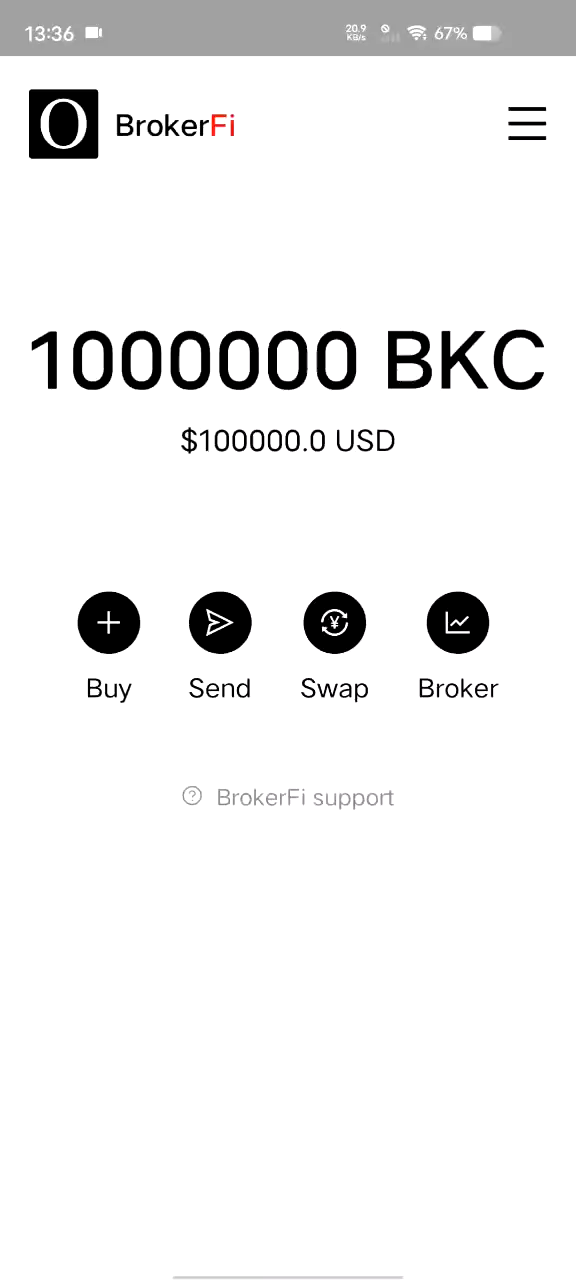 13:36 20.9 KB/s 67%
O BrokerFi
1000000 BKC
$100000.0 USD
¥
Buy Send Swap Broker
? BrokerFi support